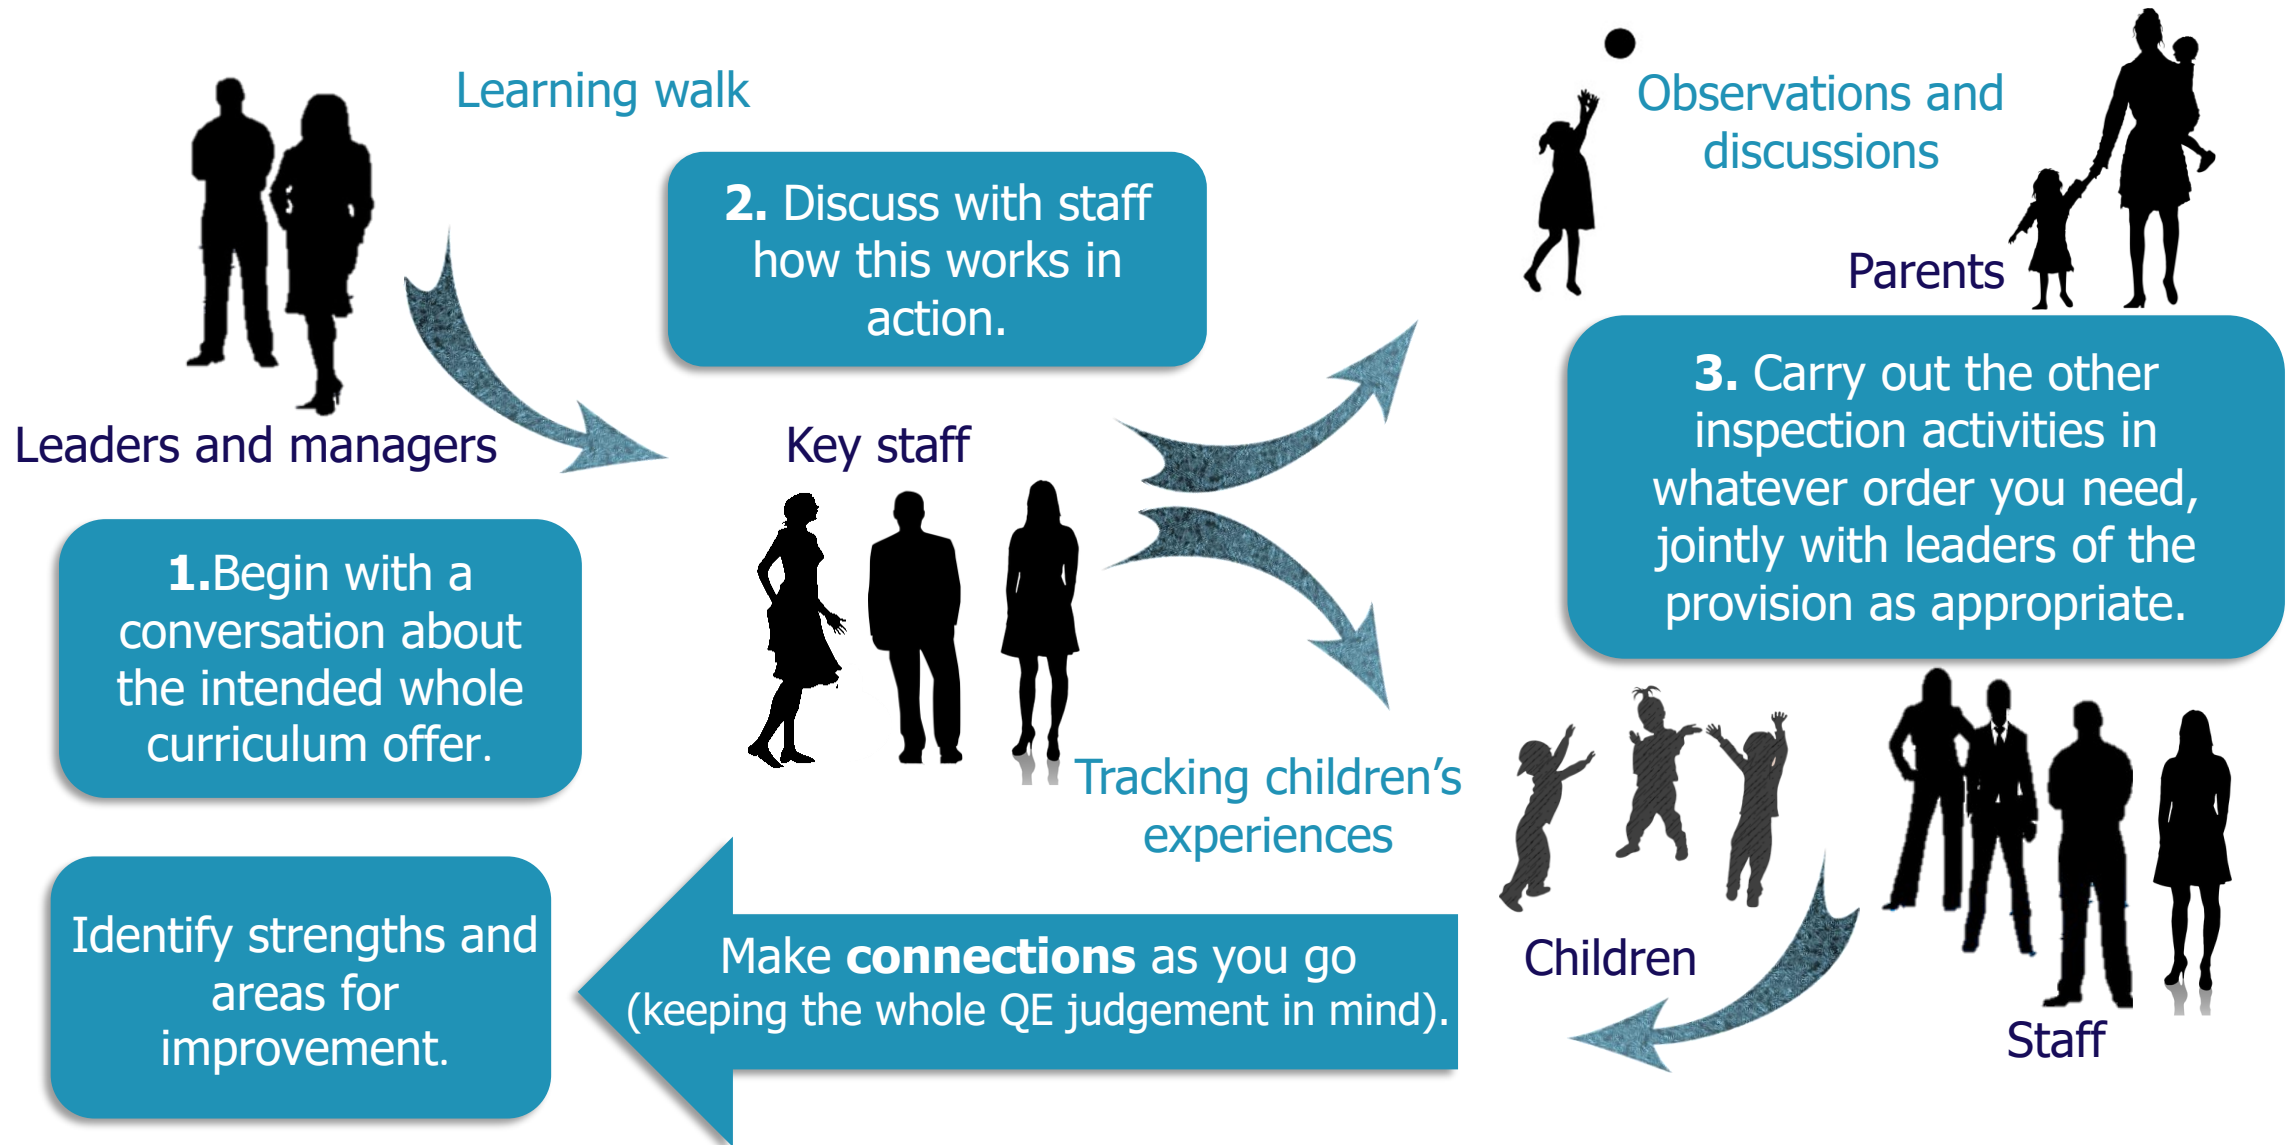 Learning walk
Leaders and managers
1.Begin with a
conversation about
the intended whole
curriculum offer.
2. Discuss with staff
how this works in
action.
Key staff
Observations and
discussions
Parents
3. Carry out the other
inspection activities in
whatever order you need,
jointly with leaders of the
provision as appropriate.
Tracking children’s
experiences
Children
Staff
Make connections as you go
(keeping the whole QE judgement in mind).
Identify strengths and
areas for
improvement.